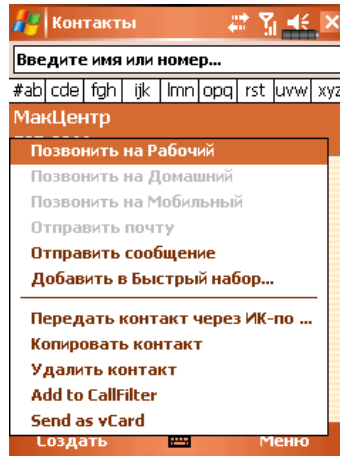 Контакты
Введите имя или номер...
#ab cde fgh ijk lmn opq rst uvw xyz
МакЦентр
Позвонить на Рабочий
Позвонить на Домашний
Позвонить на Мобильный
Отправить почту
Отправить сообщение
Добавить в Быстрый набор...
Передать контакт через ИК-по ...
Копировать контакт
Удалить контакт
Add to CallFilter
Send as vCard
Создать Меню